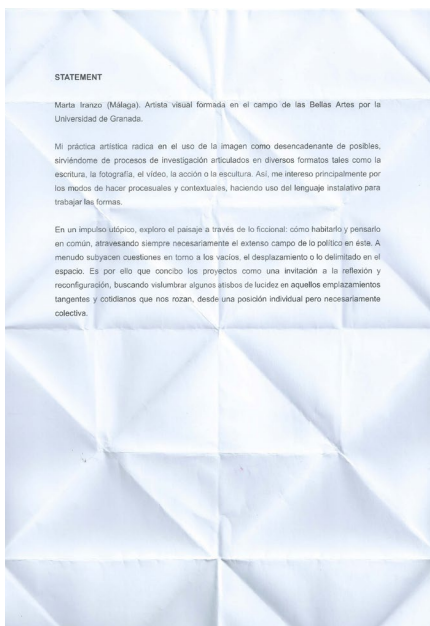 STATEMENT
Marta Iranzo (Málaga). Artista visual formada en el campo de las Bellas Artes por la
Universidad de Granada.
Mi práctica artística radica en el uso de la imagen como desencadenante de posibles,
sirviéndome de procesos de investigación articulados en diversos formatos tales como la
escritura, la fotografía, el vídeo, la acción o la escultura. Así, me intereso principalmente por
los modos de hacer procesuales y contextuales, haciendo uso del lenguaje instalativo para
trabajar las formas.
En un impulso utópico, exploro el paisaje a través de lo ficcional: cómo habitarlo y pensarlo
en común, atravesando siempre necesariamente el extenso campo de lo político en éste. A
menudo subyacen cuestiones en torno a los vacíos, el desplazamiento o lo delimitado en el
espacio. Es por ello que concibo los proyectos como una invitación a la reflexión y
reconfiguración, buscando vislumbrar algunos atisbos de lucidez en aquellos emplazamientos
tangentes y cotidianos que nos rozan, desde una posición individual pero necesariamente
colectiva.